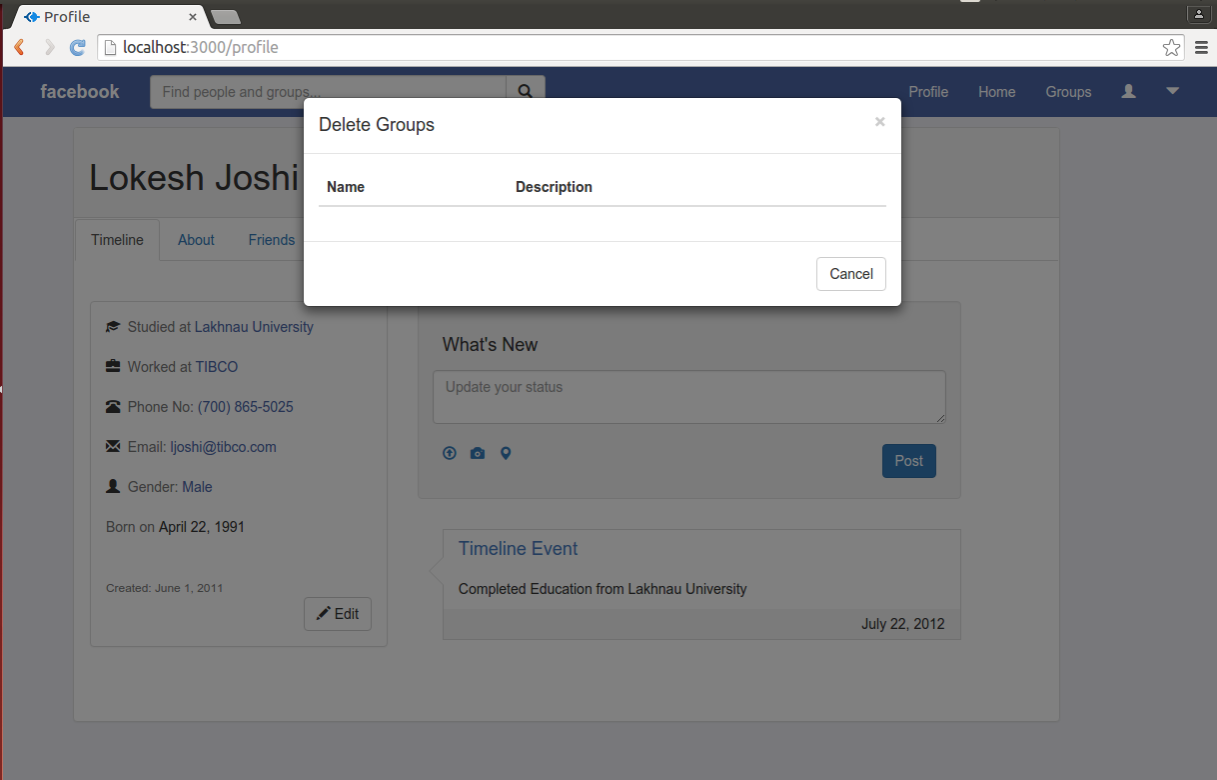 Profile
localhost:3000/profile
facebook
Find people and groups...
Profile Home Groups
Delete Groups
Name Description
Cancel
Lokesh Joshi
Timeline About Friends
Studied at Lakhnau University
Worked at TIBCO
Phone No: (700) 865-5025
Email: ljoshi@tibco.com
Gender: Male
Born on April 22, 1991
Created: June 1, 2011
Edit
What's New
Update your status
Post
Timeline Event
Completed Education from Lakhnau University
July 22, 2012